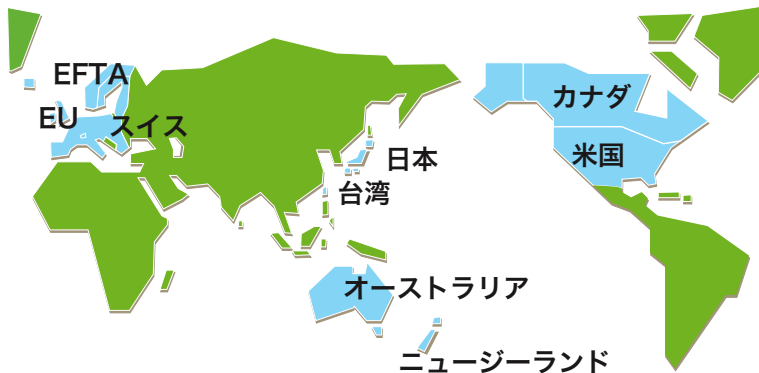 EFTA
EU
スイス
カナダ
日本
米国
台湾
オーストラリア
ニュージーランド